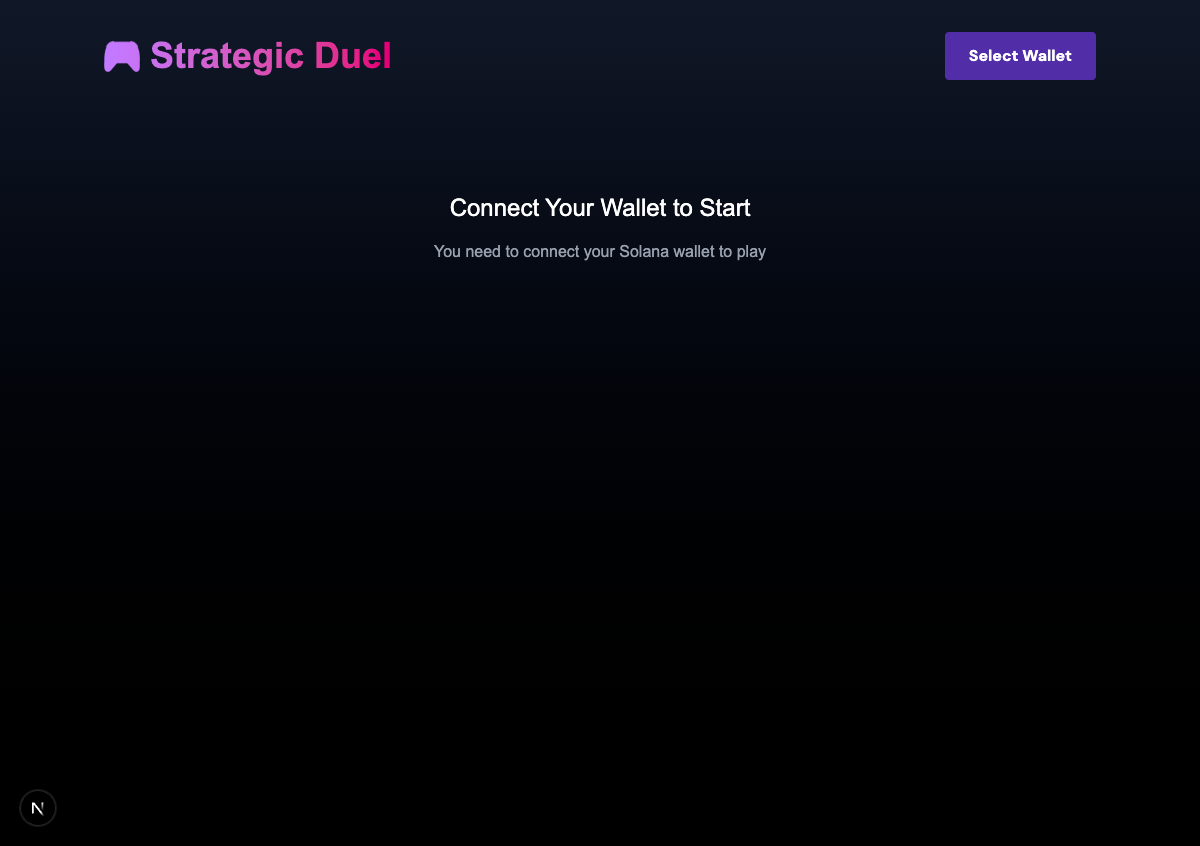 Strategic Duel
Select Wallet
Connect Your Wallet to Start
You need to connect your Solana wallet to play
N